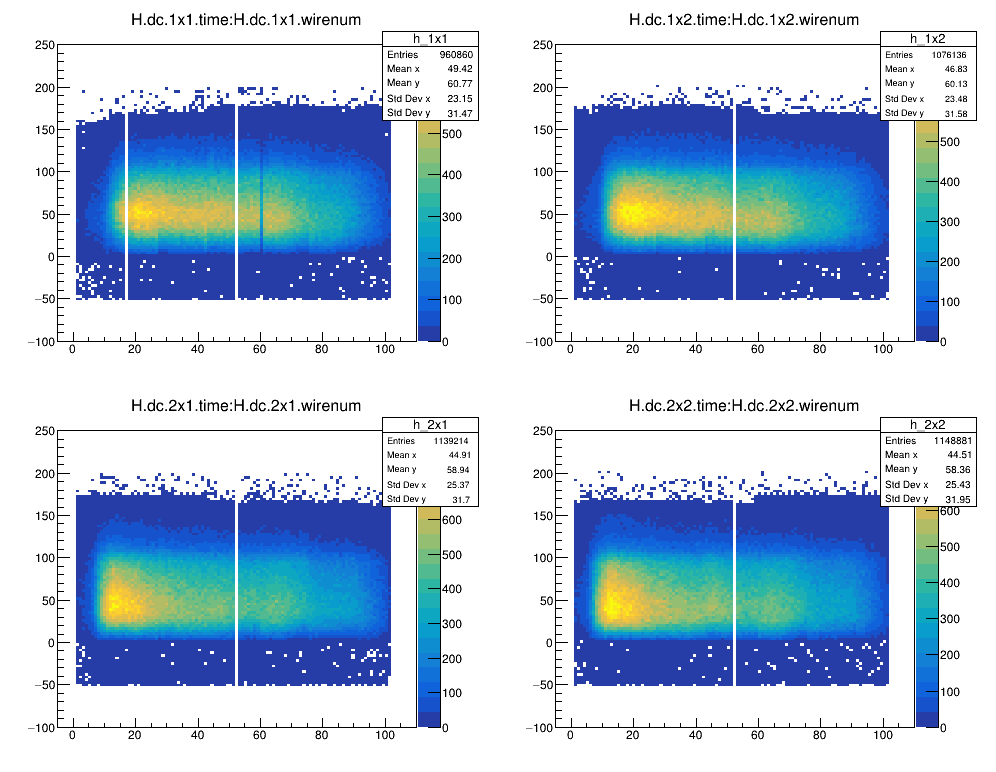 H.dc.1x1.time:H.dc.1x1.wirenum
h_1x1
Entries 960860
Mean x 49.42
Mean y 60.77
Std Dev x 23.15
Std Dev y 31.47
250
200
150
100
50
0
−50
−100
0 20 40 60 80 100
500
400
300
200
100
0
H.dc.1x2.time:H.dc.1x2.wirenum
h_1x2
Entries 1076136
Mean x 46.83
Mean y 60.13
Std Dev x 23.48
Std Dev y 31.58
250
200
150
100
50
0
−50
−100
0 20 40 60 80 100
500
400
300
200
100
0
H.dc.2x1.time:H.dc.2x1.wirenum
h_2x1
Entries 1139214
Mean x 44.91
Mean y 58.94
Std Dev x 25.37
Std Dev y 31.7
250
200
150
100
50
0
−50
−100
0 20 40 60 80 100
600
500
400
300
200
100
0
H.dc.2x2.time:H.dc.2x2.wirenum
h_2x2
Entries 1148881
Mean x 44.51
Mean y 58.36
Std Dev x 25.43
Std Dev y 31.95
250
200
150
100
50
0
−50
−100
0 20 40 60 80 100
600
500
400
300
200
100
0